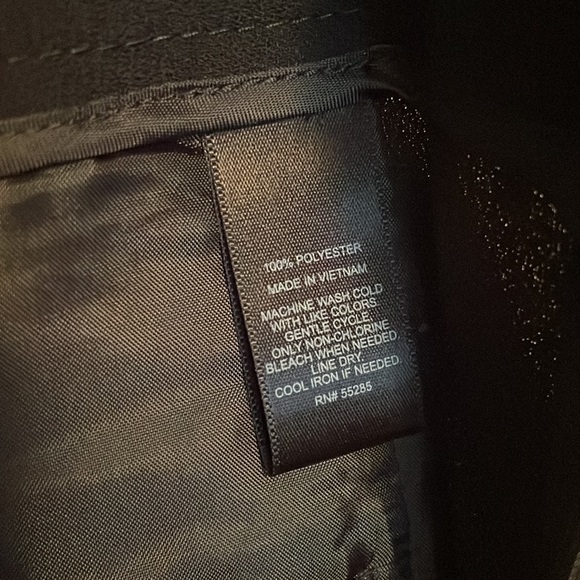 100% POLYESTER
MADE IN VIETNAM
MACHINE WASH COLD
WITH LIKE COLORS.
GENTLE CYCLE.
ONLY NON-CHLORINE
BLEACH WHEN NEEDED.
LINE DRY.
COOL IRON IF NEEDED.
RN# 55285